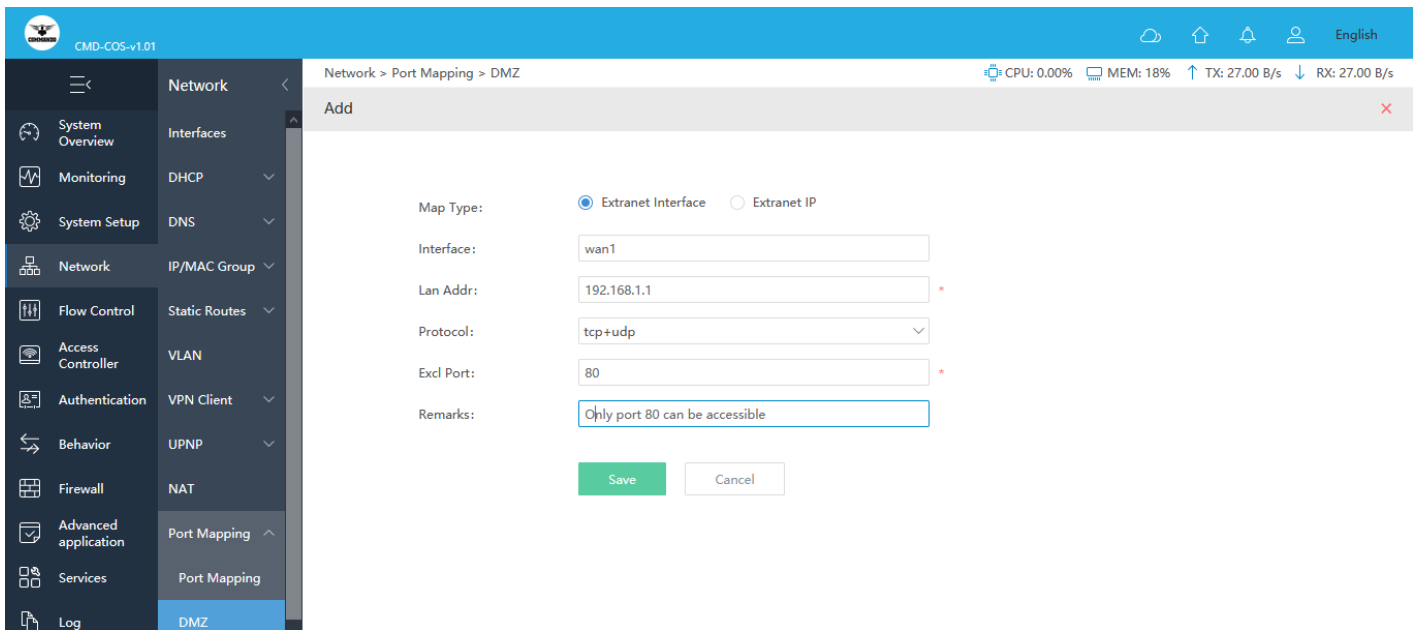 COMMANDO
CMD-COS-v1.01
English
Network
Network > Port Mapping > DMZ
CPU: 0.00% MEM: 18% TX: 27.00 B/s RX: 27.00 B/s
Add
System
Overview
Monitoring
System Setup
Network
Flow Control
Access
Controller
Authentication
Behavior
Firewall
Advanced
application
Services
Log
Interfaces
DHCP
DNS
IP/MAC Group
Static Routes
VLAN
VPN Client
UPNP
NAT
Port Mapping
Port Mapping
DMZ
Map Type: Extranet Interface Extranet IP
Interface: wan1
Lan Addr: 192.168.1.1 *
Protocol: tcp+udp
Excl Port: 80 *
Remarks: Only port 80 can be accessible
Save Cancel